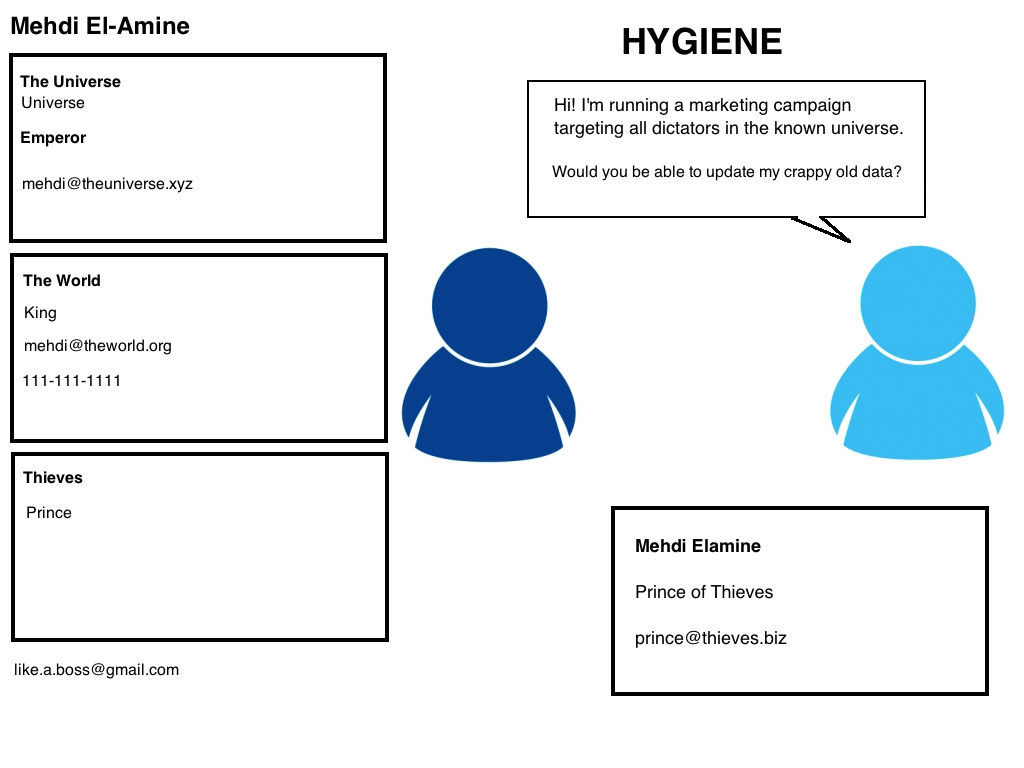 Mehdi El-Amine
The Universe
Universe
Emperor
mehdi@theuniverse.xyz
The World
King
mehdi@theworld.org
111-111-1111
Thieves
Prince
like.a.boss@gmail.com
HYGIENE
Hi! I'm running a marketing campaign
targeting all dictators in the known universe.
Would you be able to update my crappy old data?
Mehdi Elamine
Prince of Thieves
prince@thieves.biz